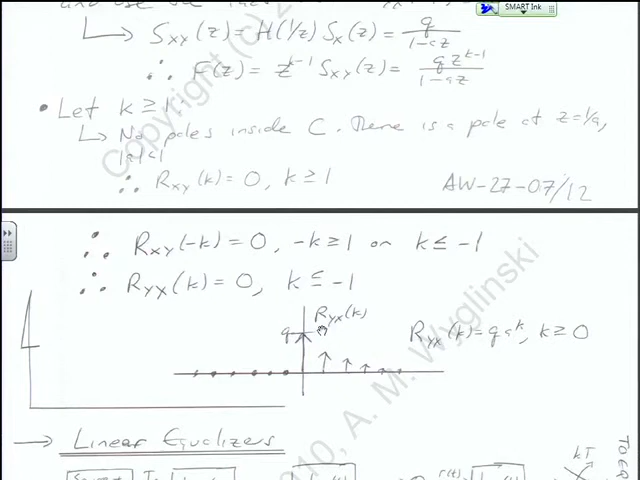 SMART Ink
↳ Sxy(z) = H(1/z) Sx(z) = q/(1-az)
∴ F(z) = z^(k-1) Sxy(z) = q z^(k-1)/(1-az)
• Let k ≥ 1
↳ No poles inside C. There is a pole at z=1/a,
|a|<1
∴ Rxy(k) = 0, k ≥ 1
AW-27-07/12
∴ Rxy(-k) = 0, -k ≥ 1 or k ≤ -1
∴ Ryx(k) = 0, k ≤ -1
Ryx(k)
q
Ryx(k) = q a^k, k ≥ 0
→ Linear Equalizers
kT
r(t)
Copyright (c) 2010, A. M. Wyglinski